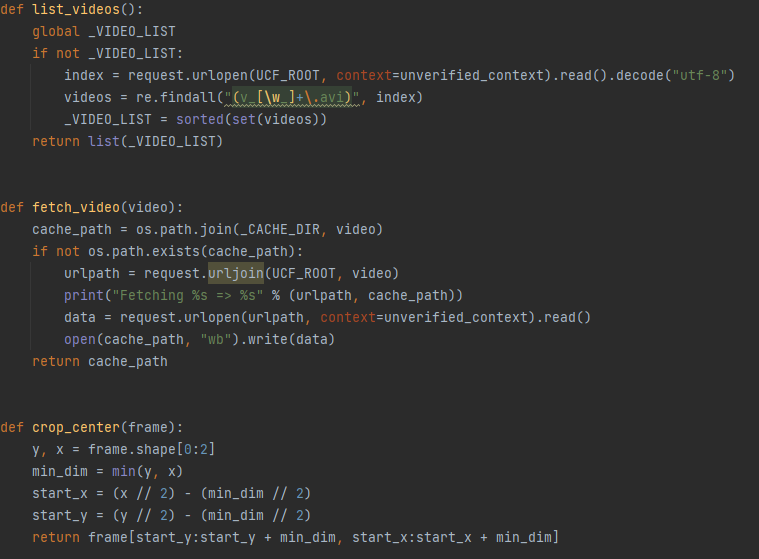 def list_videos():
    global _VIDEO_LIST
    if not _VIDEO_LIST:
        index = request.urlopen(UCF_ROOT, context=unverified_context).read().decode("utf-8")
        videos = re.findall("(v_[\w_]+\.avi)", index)
        _VIDEO_LIST = sorted(set(videos))
    return list(_VIDEO_LIST)
def fetch_video(video):
    cache_path = os.path.join(_CACHE_DIR, video)
    if not os.path.exists(cache_path):
        urlpath = request.urljoin(UCF_ROOT, video)
        print("Fetching %s => %s" % (urlpath, cache_path))
        data = request.urlopen(urlpath, context=unverified_context).read()
        open(cache_path, "wb").write(data)
    return cache_path
def crop_center(frame):
    y, x = frame.shape[0:2]
    min_dim = min(y, x)
    start_x = (x // 2) - (min_dim // 2)
    start_y = (y // 2) - (min_dim // 2)
    return frame[start_y:start_y + min_dim, start_x:start_x + min_dim]